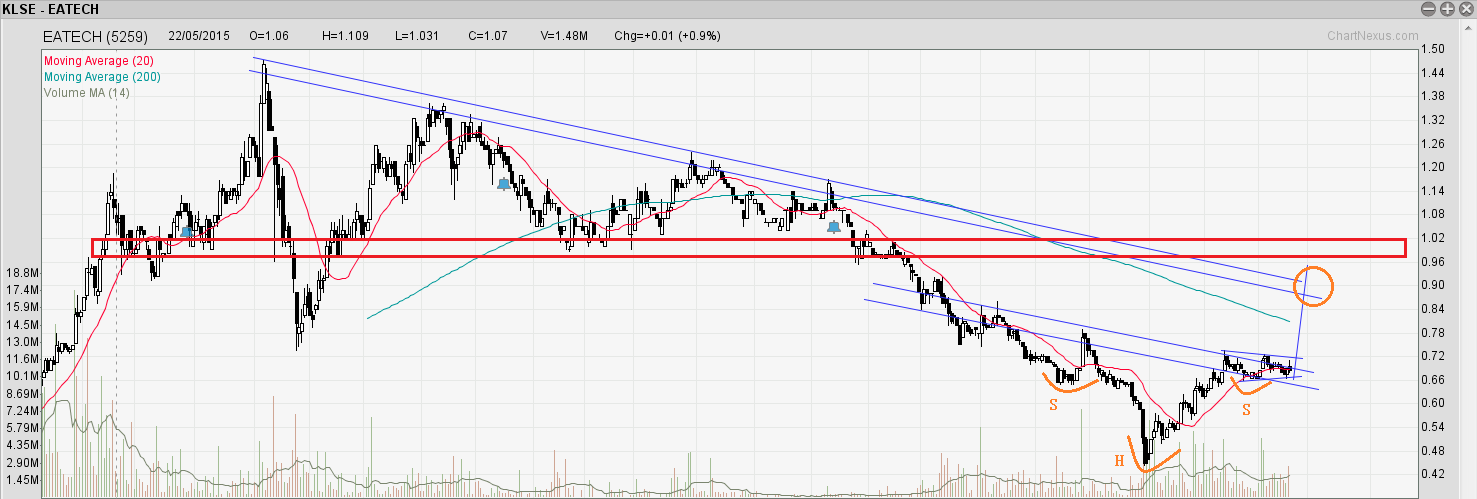 KLSE - EATECH
EATECH (5259) 22/05/2015 O=1.06 H=1.109 L=1.031 C=1.07 V=1.48M Chg=+0.01 (+0.9%) ChartNexus.com
Moving Average (20)
Moving Average (200)
Volume MA (14)
1.50
1.44
1.38
1.32
1.26
1.20
1.14
1.08
1.02
18.8M 0.96
17.4M 0.90
15.9M
14.5M 0.84
13.0M 0.78
11.6M 0.72
10.1M 0.66
8.69M 0.60
7.24M
5.79M 0.54
4.35M 0.48
2.90M
1.45M 0.42
S
S
H